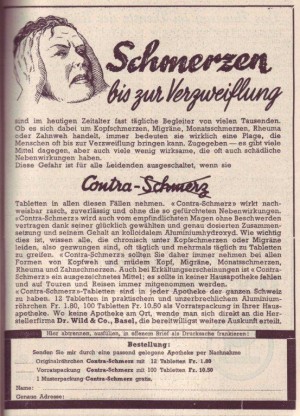 Schmerzen
bis zur Verzweiflung
sind im heutigen Zeitalter fast tägliche Begleiter von vielen Tausenden.
Ob es sich dabei um Kopfschmerzen, Migräne, Monatsschmerzen, Rheuma
oder Zahnweh handelt, immer bedeuten sie wirklich eine Plage, die
Menschen oft bis zur Verzweiflung bringen kann. Zugegeben — es gibt viele
Mittel dagegen, aber auch viele wenig wirksame, die oft auch schädliche
Nebenwirkungen haben.
Diese Gefahr ist für alle Leidenden ausgeschaltet, wenn sie
Contra-Schmerz
Tabletten in allen diesen Fällen nehmen. «Contra-Schmerz» wirkt nach-
weisbar rasch, zuverlässig und ohne die so gefürchteten Nebenwirkungen.
«Contra-Schmerz» wird auch vom empfindlichsten Magen ohne Beschwerden
vertragen dank seiner glücklich gewählten und genau dosierten Zusammen-
setzung und seinem Gehalt an kolloidalem Aluminiumhydroxyd. Wie wichtig
dies ist, wissen alle, die chronisch unter Kopfschmerzen oder Migräne
leiden, also gezwungen sind, oft täglich und mehrmals täglich zu Tabletten
zu greifen. «Contra-Schmerz» sollten Sie daher immer nehmen bei allen
Formen von Kopfweh und müdem Kopf, Migräne, Monatsschmerzen,
Rheuma und Zahnschmerzen. Auch bei Erkältungserscheinungen ist «Contra-
Schmerz» ein ausgezeichnetes Mittel; es sollte in keiner Hausapotheke fehlen
und auf Touren und Reisen immer mitgenommen werden.
«Contra-Schmerz»-Tabletten sind in jeder Apotheke der ganzen Schweiz
zu haben. 12 Tabletten in praktischem und unzerbrechlichem Aluminium-
röhrchen Fr. 1.80, 100 Tabletten Fr. 10.50 als Vorratspackung in Ihrer Haus-
apotheke. Wo keine Apotheke am Ort, wende man sich direkt an die Her-
stellfirma Dr. Wild & Co., Basel, die bereitwilligst weitere Auskunft erteilt.
Hier abtrennen, ausfüllen, in offenem Brief als Drucksache frankieren!
Bestellung:
Senden Sie mir durch eine passend gelegene Apotheke per Nachnahme
Originalröhrchen Contra-Schmerz mit 12 Tabletten Fr. 1.80
Vorratspackung Contra-Schmerz mit 100 Tabletten Fr. 10.50
1 Musterpackung Contra-Schmerz gratis.
Name:
Genaue Adresse: